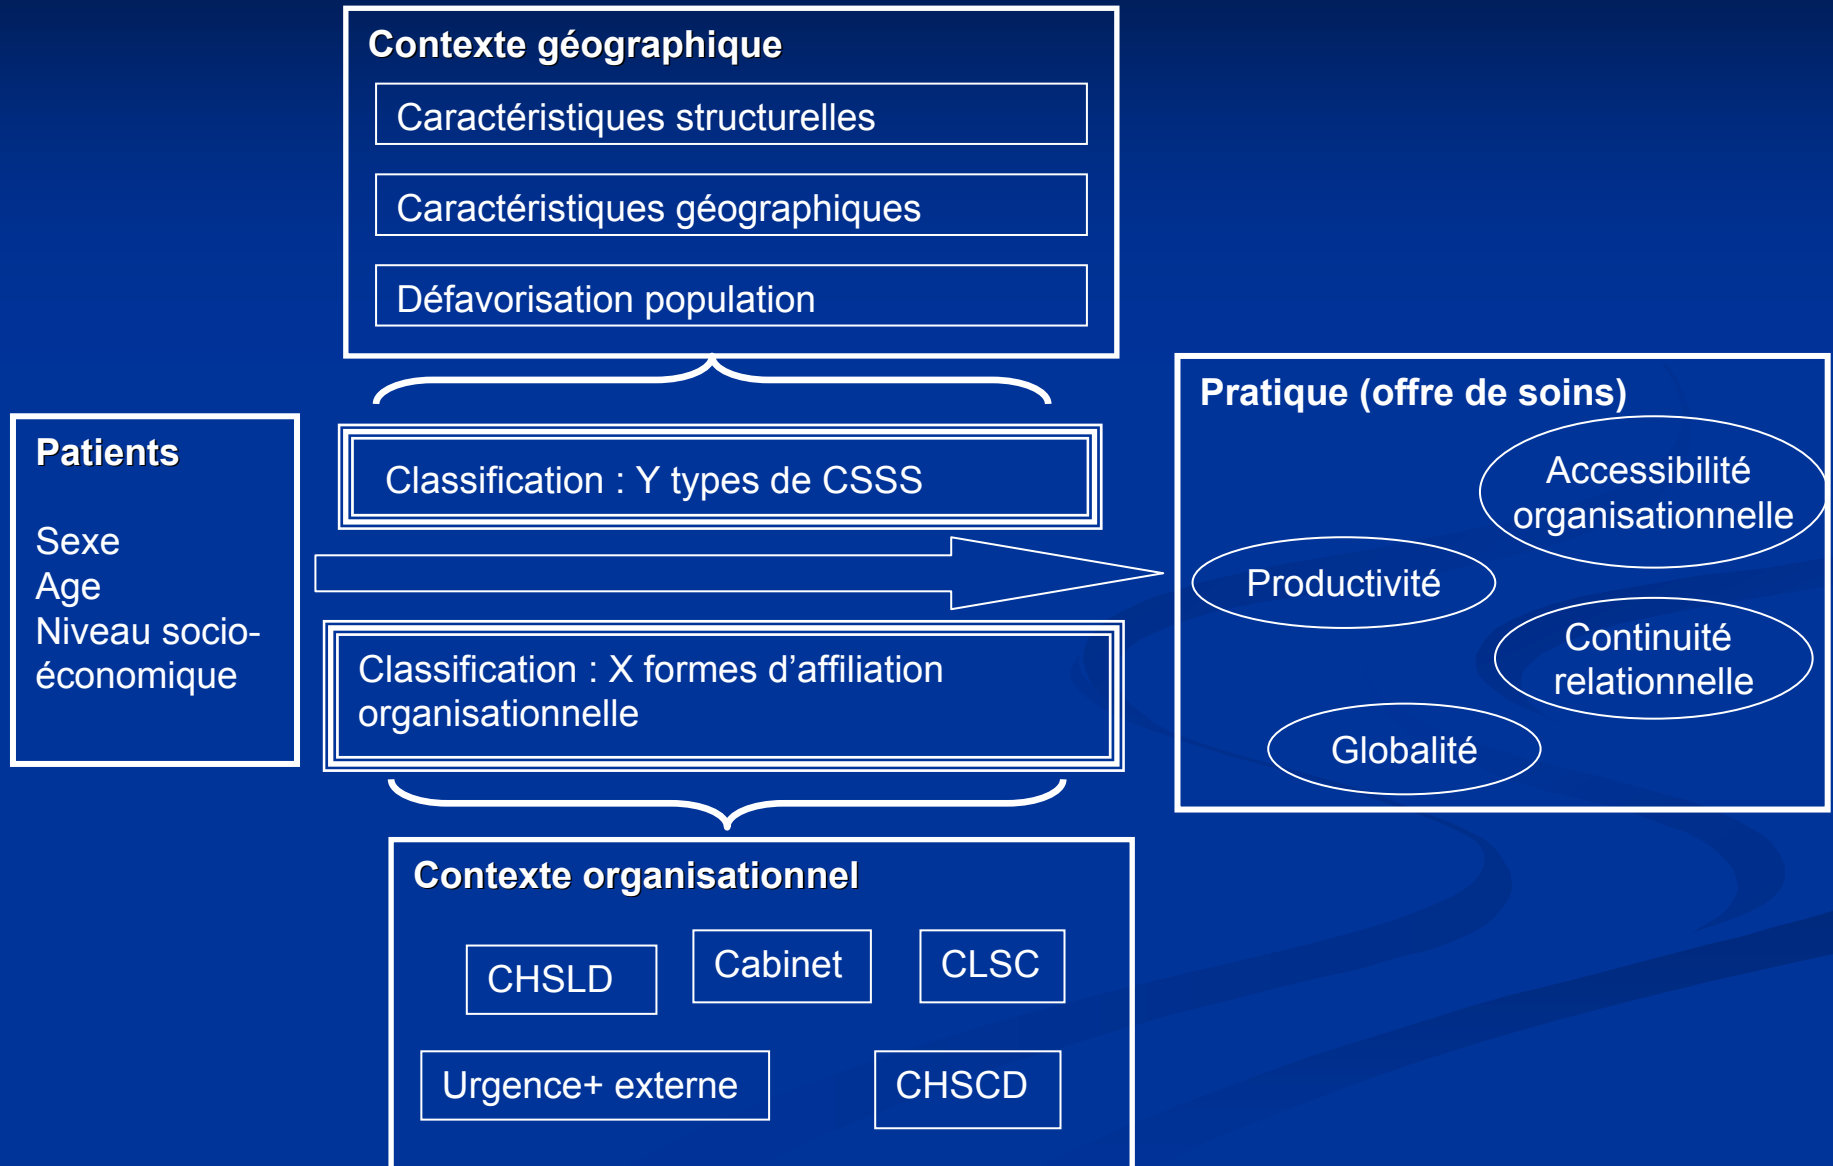 Contexte géographique
Caractéristiques structurelles
Caractéristiques géographiques
Défavorisation population
Patients
Sexe
Age
Niveau socio-
économique
Classification : Y types de CSSS
Classification : X formes d’affiliation
organisationnelle
Pratique (offre de soins)
Accessibilité
organisationnelle
Productivité
Continuité
relationnelle
Globalité
Contexte organisationnel
CHSLD
Cabinet
CLSC
Urgence+ externe
CHSCD